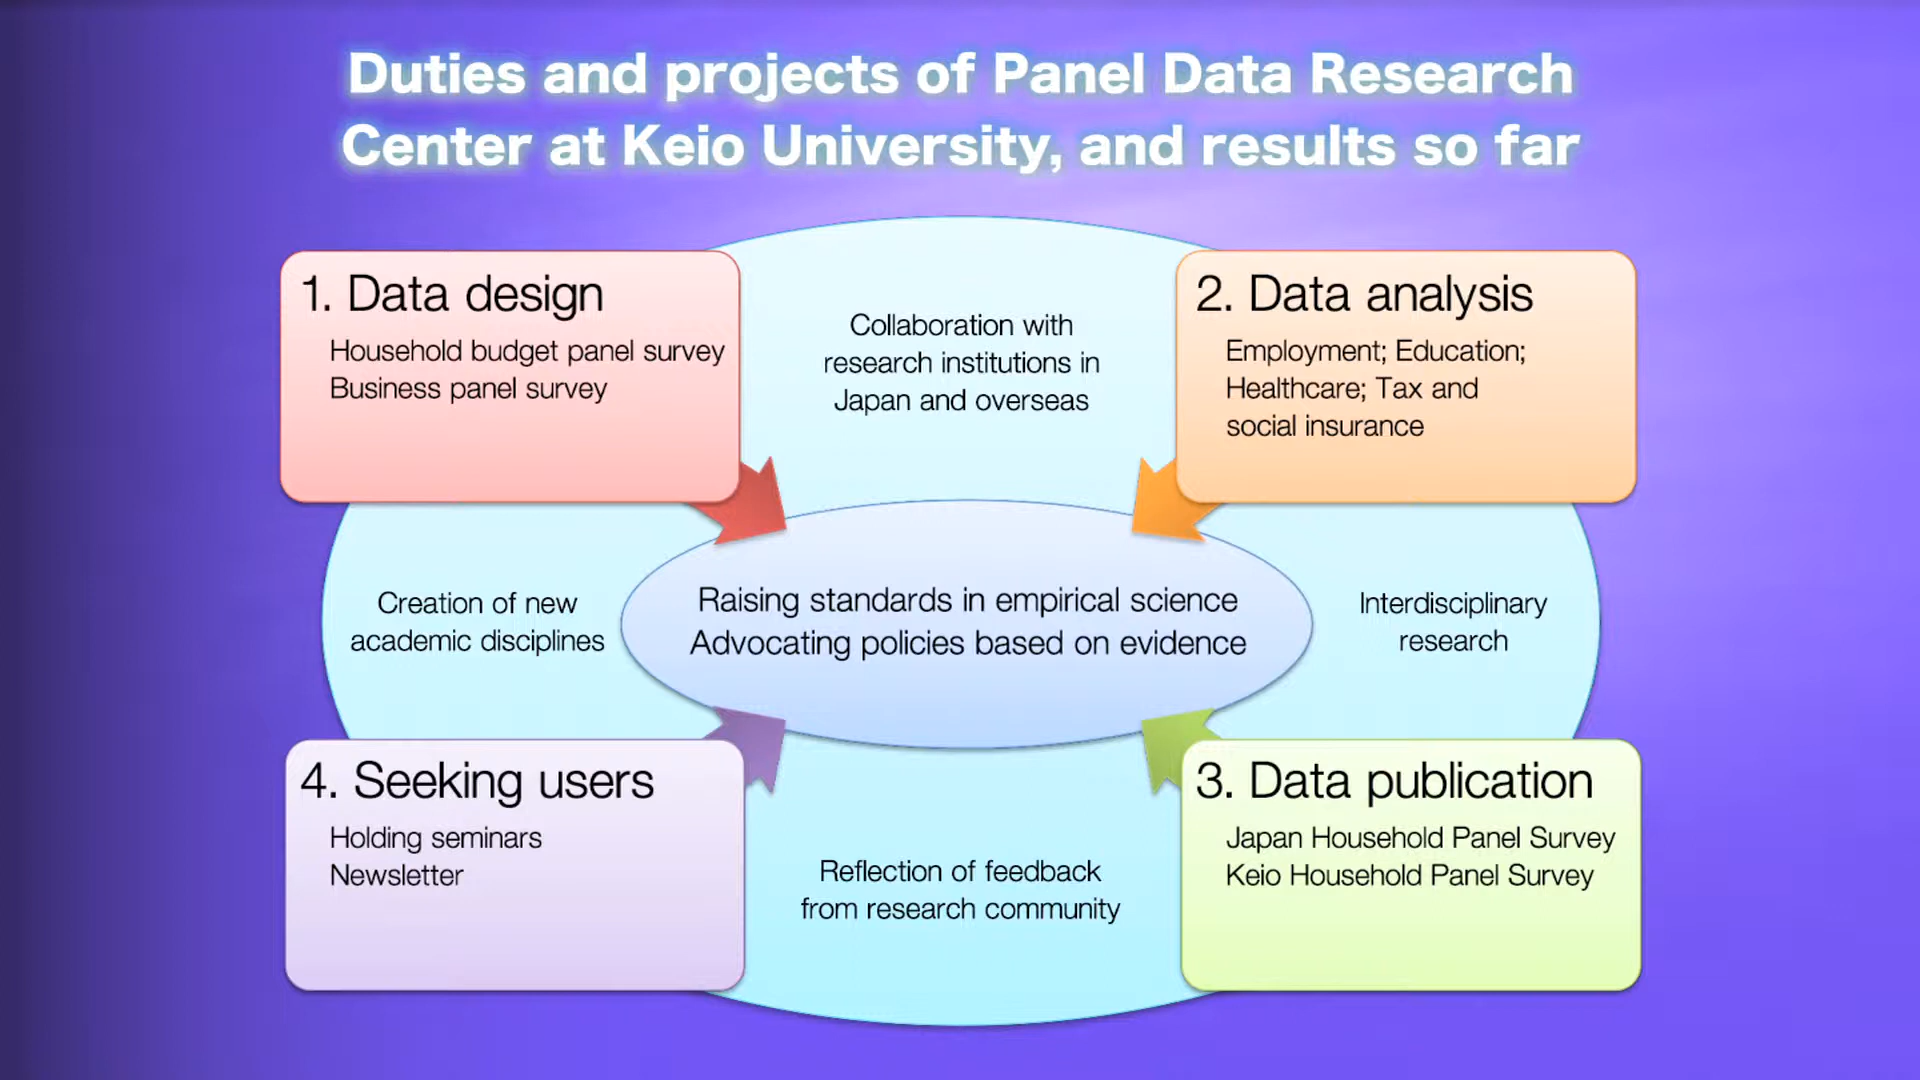 Duties and projects of Panel Data Research
Center at Keio University, and results so far
1. Data design
Household budget panel survey
Business panel survey
Collaboration with
research institutions in
Japan and overseas
2. Data analysis
Employment; Education;
Healthcare; Tax and
social insurance
Creation of new
academic disciplines
Raising standards in empirical science
Advocating policies based on evidence
Interdisciplinary
research
4. Seeking users
Holding seminars
Newsletter
Reflection of feedback
from research community
3. Data publication
Japan Household Panel Survey
Keio Household Panel Survey